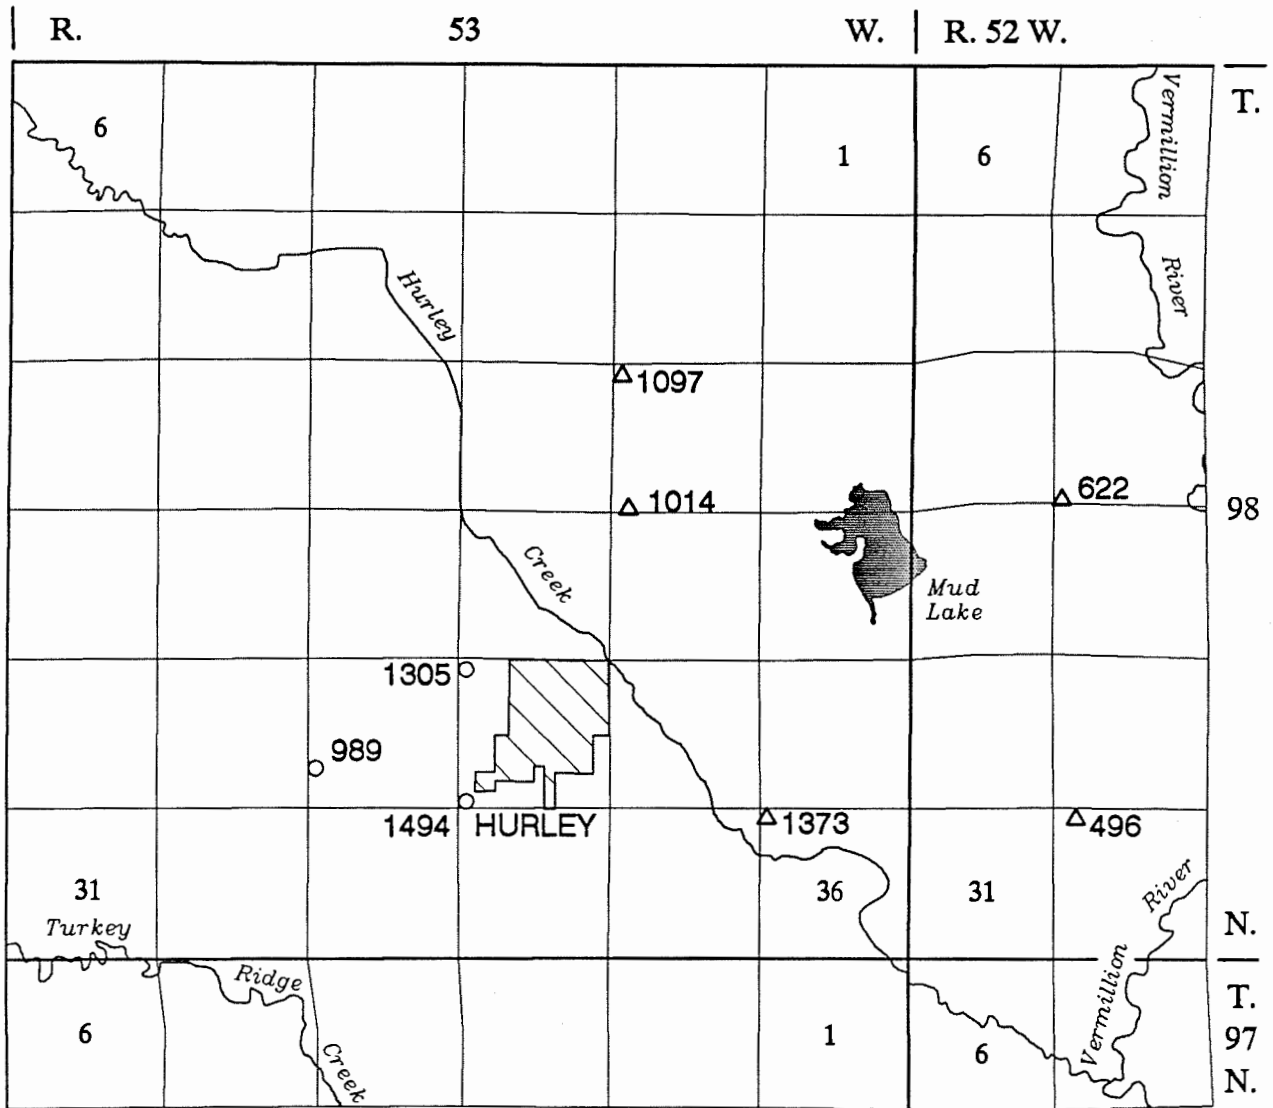 R. 53 W. R. 52 W.
T.
6
1
6
Vermillion
River
Hurley
1097
1014
622
98
Creek
Mud
Lake
1305
989
1494 HURLEY
1373
496
31
36
31
River
Turkey
N.
Ridge
Vermillion
T.
6
1
6
97
Creek
N.